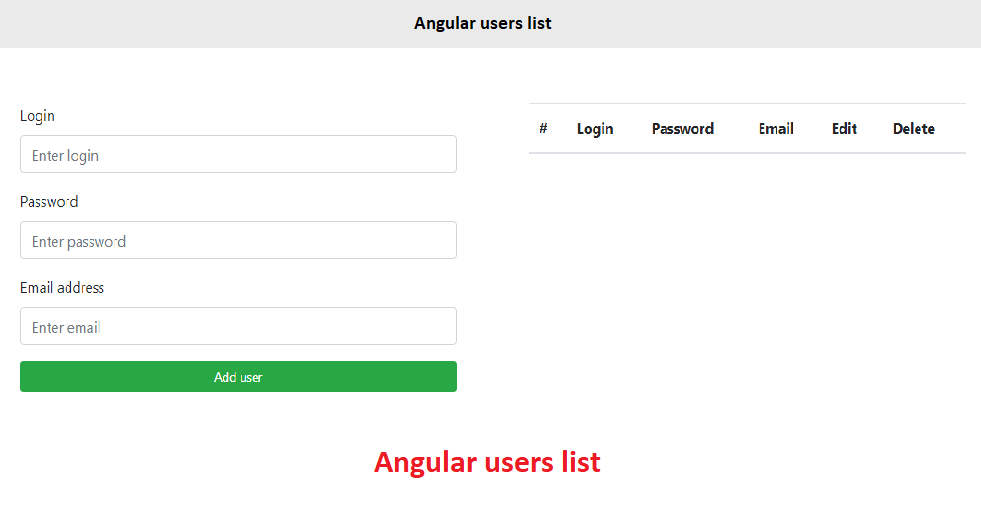 Angular users list
Login
Enter login
Password
Enter password
Email address
Enter email
Add user
# Login Password Email Edit Delete
Angular users list